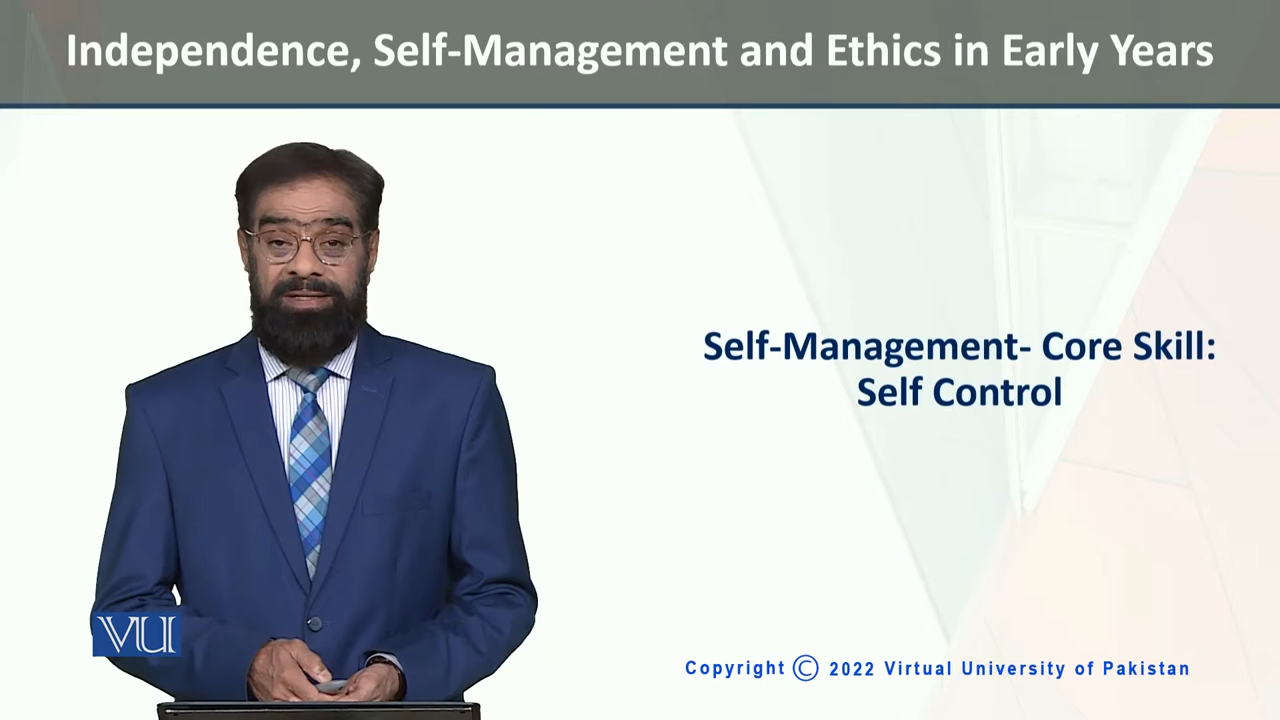 Independence, Self-Management and Ethics in Early Years
Self-Management- Core Skill:
Self Control
VU
Copyright © 2022 Virtual University of Pakistan